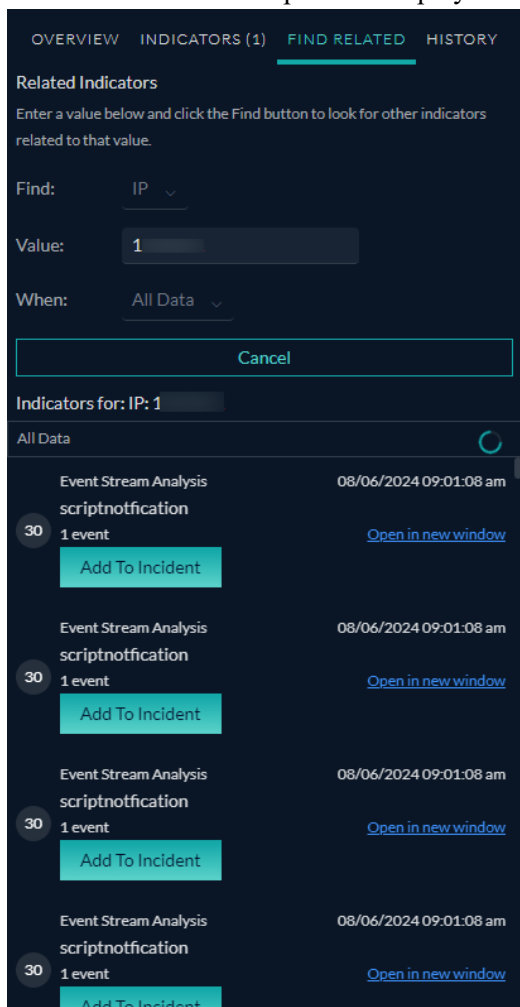 OVERVIEW INDICATORS (1) FIND RELATED HISTORY
Related Indicators
Enter a value below and click the Find button to look for other indicators
related to that value.
Find: IP
Value: 1
When: All Data
Cancel
Indicators for: IP: 1
All Data
Event Stream Analysis 08/06/2024 09:01:08 am
scriptnotfication
30 1 event Open in new window
Add To Incident
Event Stream Analysis 08/06/2024 09:01:08 am
scriptnotfication
30 1 event Open in new window
Add To Incident
Event Stream Analysis 08/06/2024 09:01:08 am
scriptnotfication
30 1 event Open in new window
Add To Incident
Event Stream Analysis 08/06/2024 09:01:08 am
scriptnotfication
30 1 event Open in new window
Add To Incident